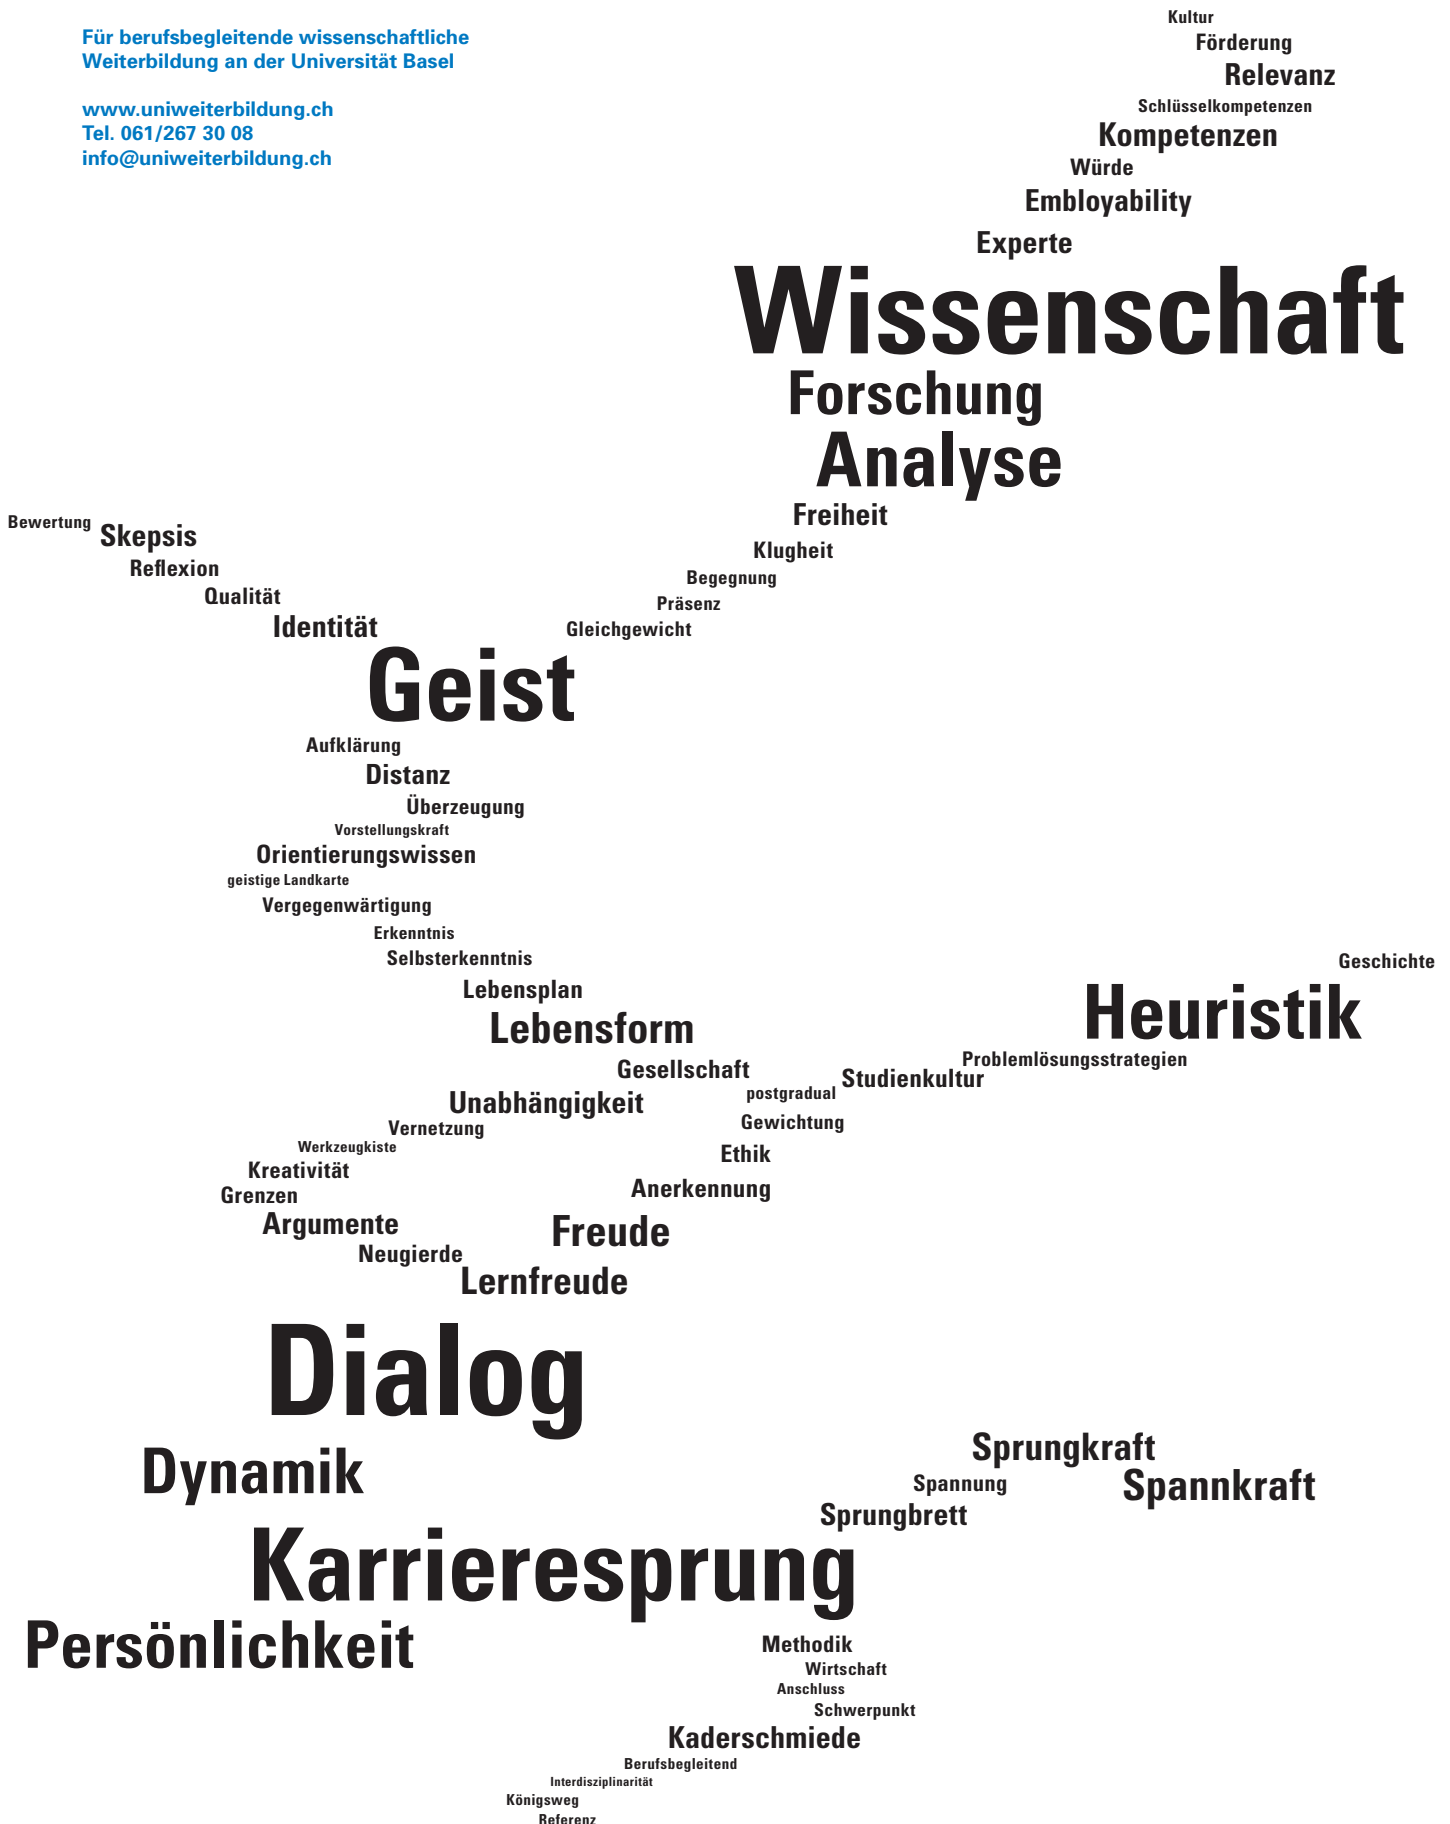 Für berufsbegleitende wissenschaftliche
Weiterbildung an der Universität Basel
www.uniweiterbildung.ch
Tel. 061/267 30 08
info@uniweiterbildung.ch
Kultur
Förderung
Relevanz
Schlüsselkompetenzen
Kompetenzen
Würde
Embloyability
Experte
Wissenschaft
Forschung
Analyse
Freiheit
Klugheit
Begegnung
Präsenz
Gleichgewicht
Bewertung
Skepsis
Reflexion
Qualität
Identität
Geist
Aufklärung
Distanz
Überzeugung
Vorstellungskraft
Orientierungswissen
geistige Landkarte
Vergegenwärtigung
Erkenntnis
Selbsterkenntnis
Lebensplan
Lebensform
Geschichte
Heuristik
Problemlösungsstrategien
Studienkultur
postgradual
Gesellschaft
Unabhängigkeit
Gewichtung
Vernetzung
Werkzeugkiste
Ethik
Kreativität
Anerkennung
Grenzen
Argumente
Freude
Neugierde
Lernfreude
Dialog
Dynamik
Sprungkraft
Spannung
Spannkraft
Sprungbrett
Karrieresprung
Persönlichkeit
Methodik
Wirtschaft
Anschluss
Schwerpunkt
Kaderschmiede
Berufsbegleitend
Interdisziplinarität
Königsweg
Referenz